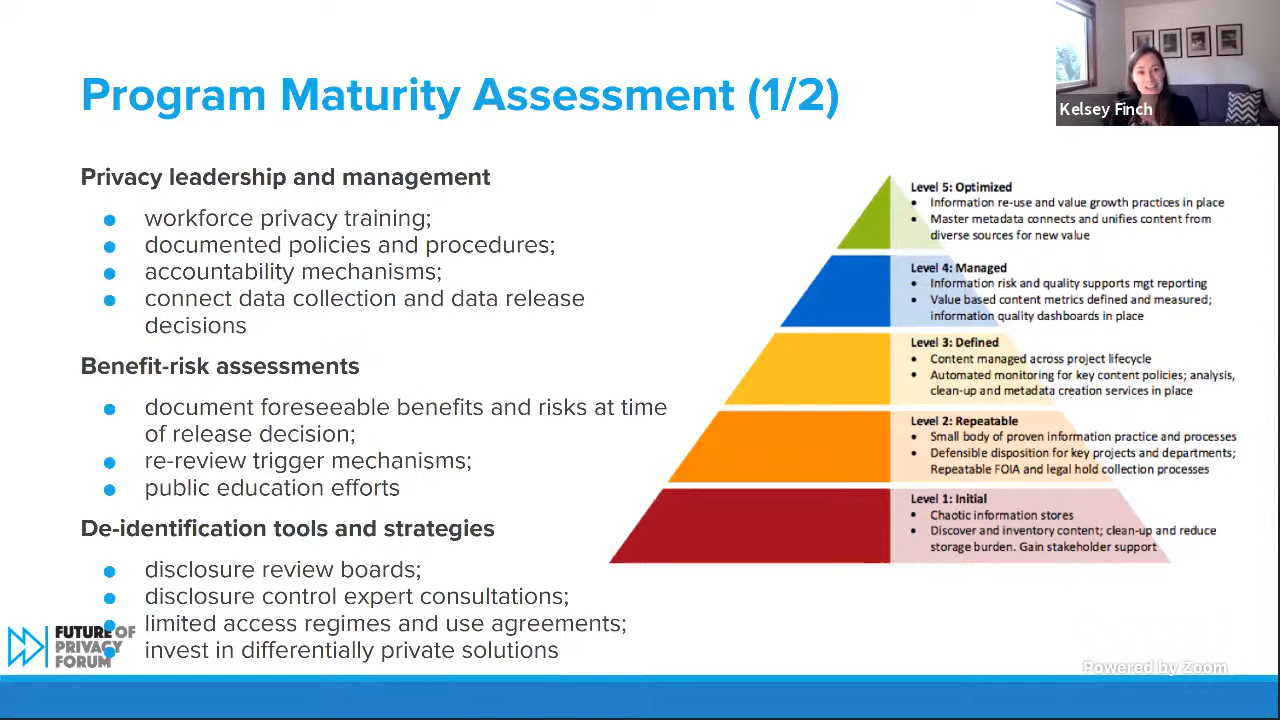 Program Maturity Assessment (1/2)
Kelsey Finch
Privacy leadership and management
workforce privacy training;
documented policies and procedures;
accountability mechanisms;
connect data collection and data release
decisions
Benefit-risk assessments
document foreseeable benefits and risks at time
of release decision;
re-review trigger mechanisms;
public education efforts
De-identification tools and strategies
disclosure review boards;
disclosure control expert consultations;
limited access regimes and use agreements;
invest in differentially private solutions
Level 5: Optimized
Information re-use and value growth practices in place
Master metadata connects and unifies content from
diverse sources for new value
Level 4: Managed
Information risk and quality supports mgt reporting
Value based content metrics defined and measured;
information quality dashboards in place
Level 3: Defined
Content managed across project lifecycle
Automated monitoring for key content policies; analysis,
clean-up and metadata creation services in place
Level 2: Repeatable
Small body of proven information practice and processes
Defensible disposition for key projects and departments;
Repeatable FOIA and legal hold collection processes
Level 1: Initial
Chaotic information stores
Discover and inventory content; clean-up and reduce
storage burden. Gain stakeholder support
FUTURE OF
PRIVACY
FORUM
Powered by Zoom